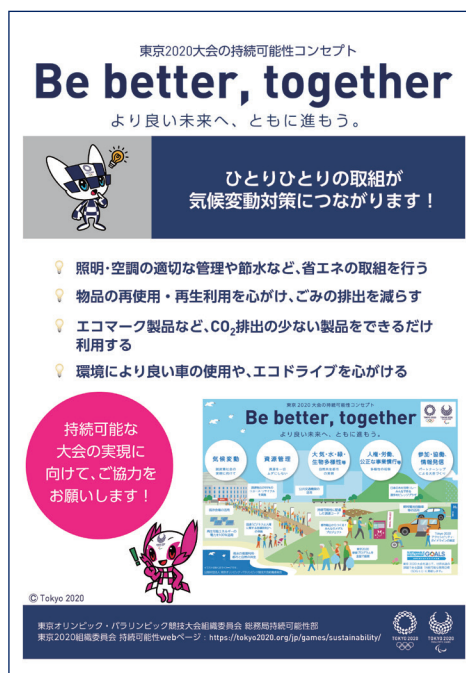 東京2020大会の持続可能性コンセプト
Be better, together
より良い未来へ、ともに進もう。
ひとりひとりの取組が
気候変動対策につながります！
照明・空調の適切な管理や節水など、省エネの取組を行う
物品の再使用・再生利用を心がけ、ごみの排出を減らす
エコマーク製品など、CO₂排出の少ない製品をできるだけ
利用する
環境により良い車の使用や、エコドライブを心がける
持続可能な
大会の実現に
向けて、ご協力を
お願いします！
東京2020大会の持続可能性コンセプト
Be better, together
より良い未来へ、ともに進もう。
気候変動
資源管理
大気・水・緑・
生物多様性
人権・労働、
公正な事業慣行
参加・協働、
情報発信
GOALS
© Tokyo 2020
東京オリンピック・パラリンピック競技大会組織委員会 総務局持続可能性部
東京2020組織委員会 持続可能性webページ：https://tokyo2020.org/jp/games/sustainability/